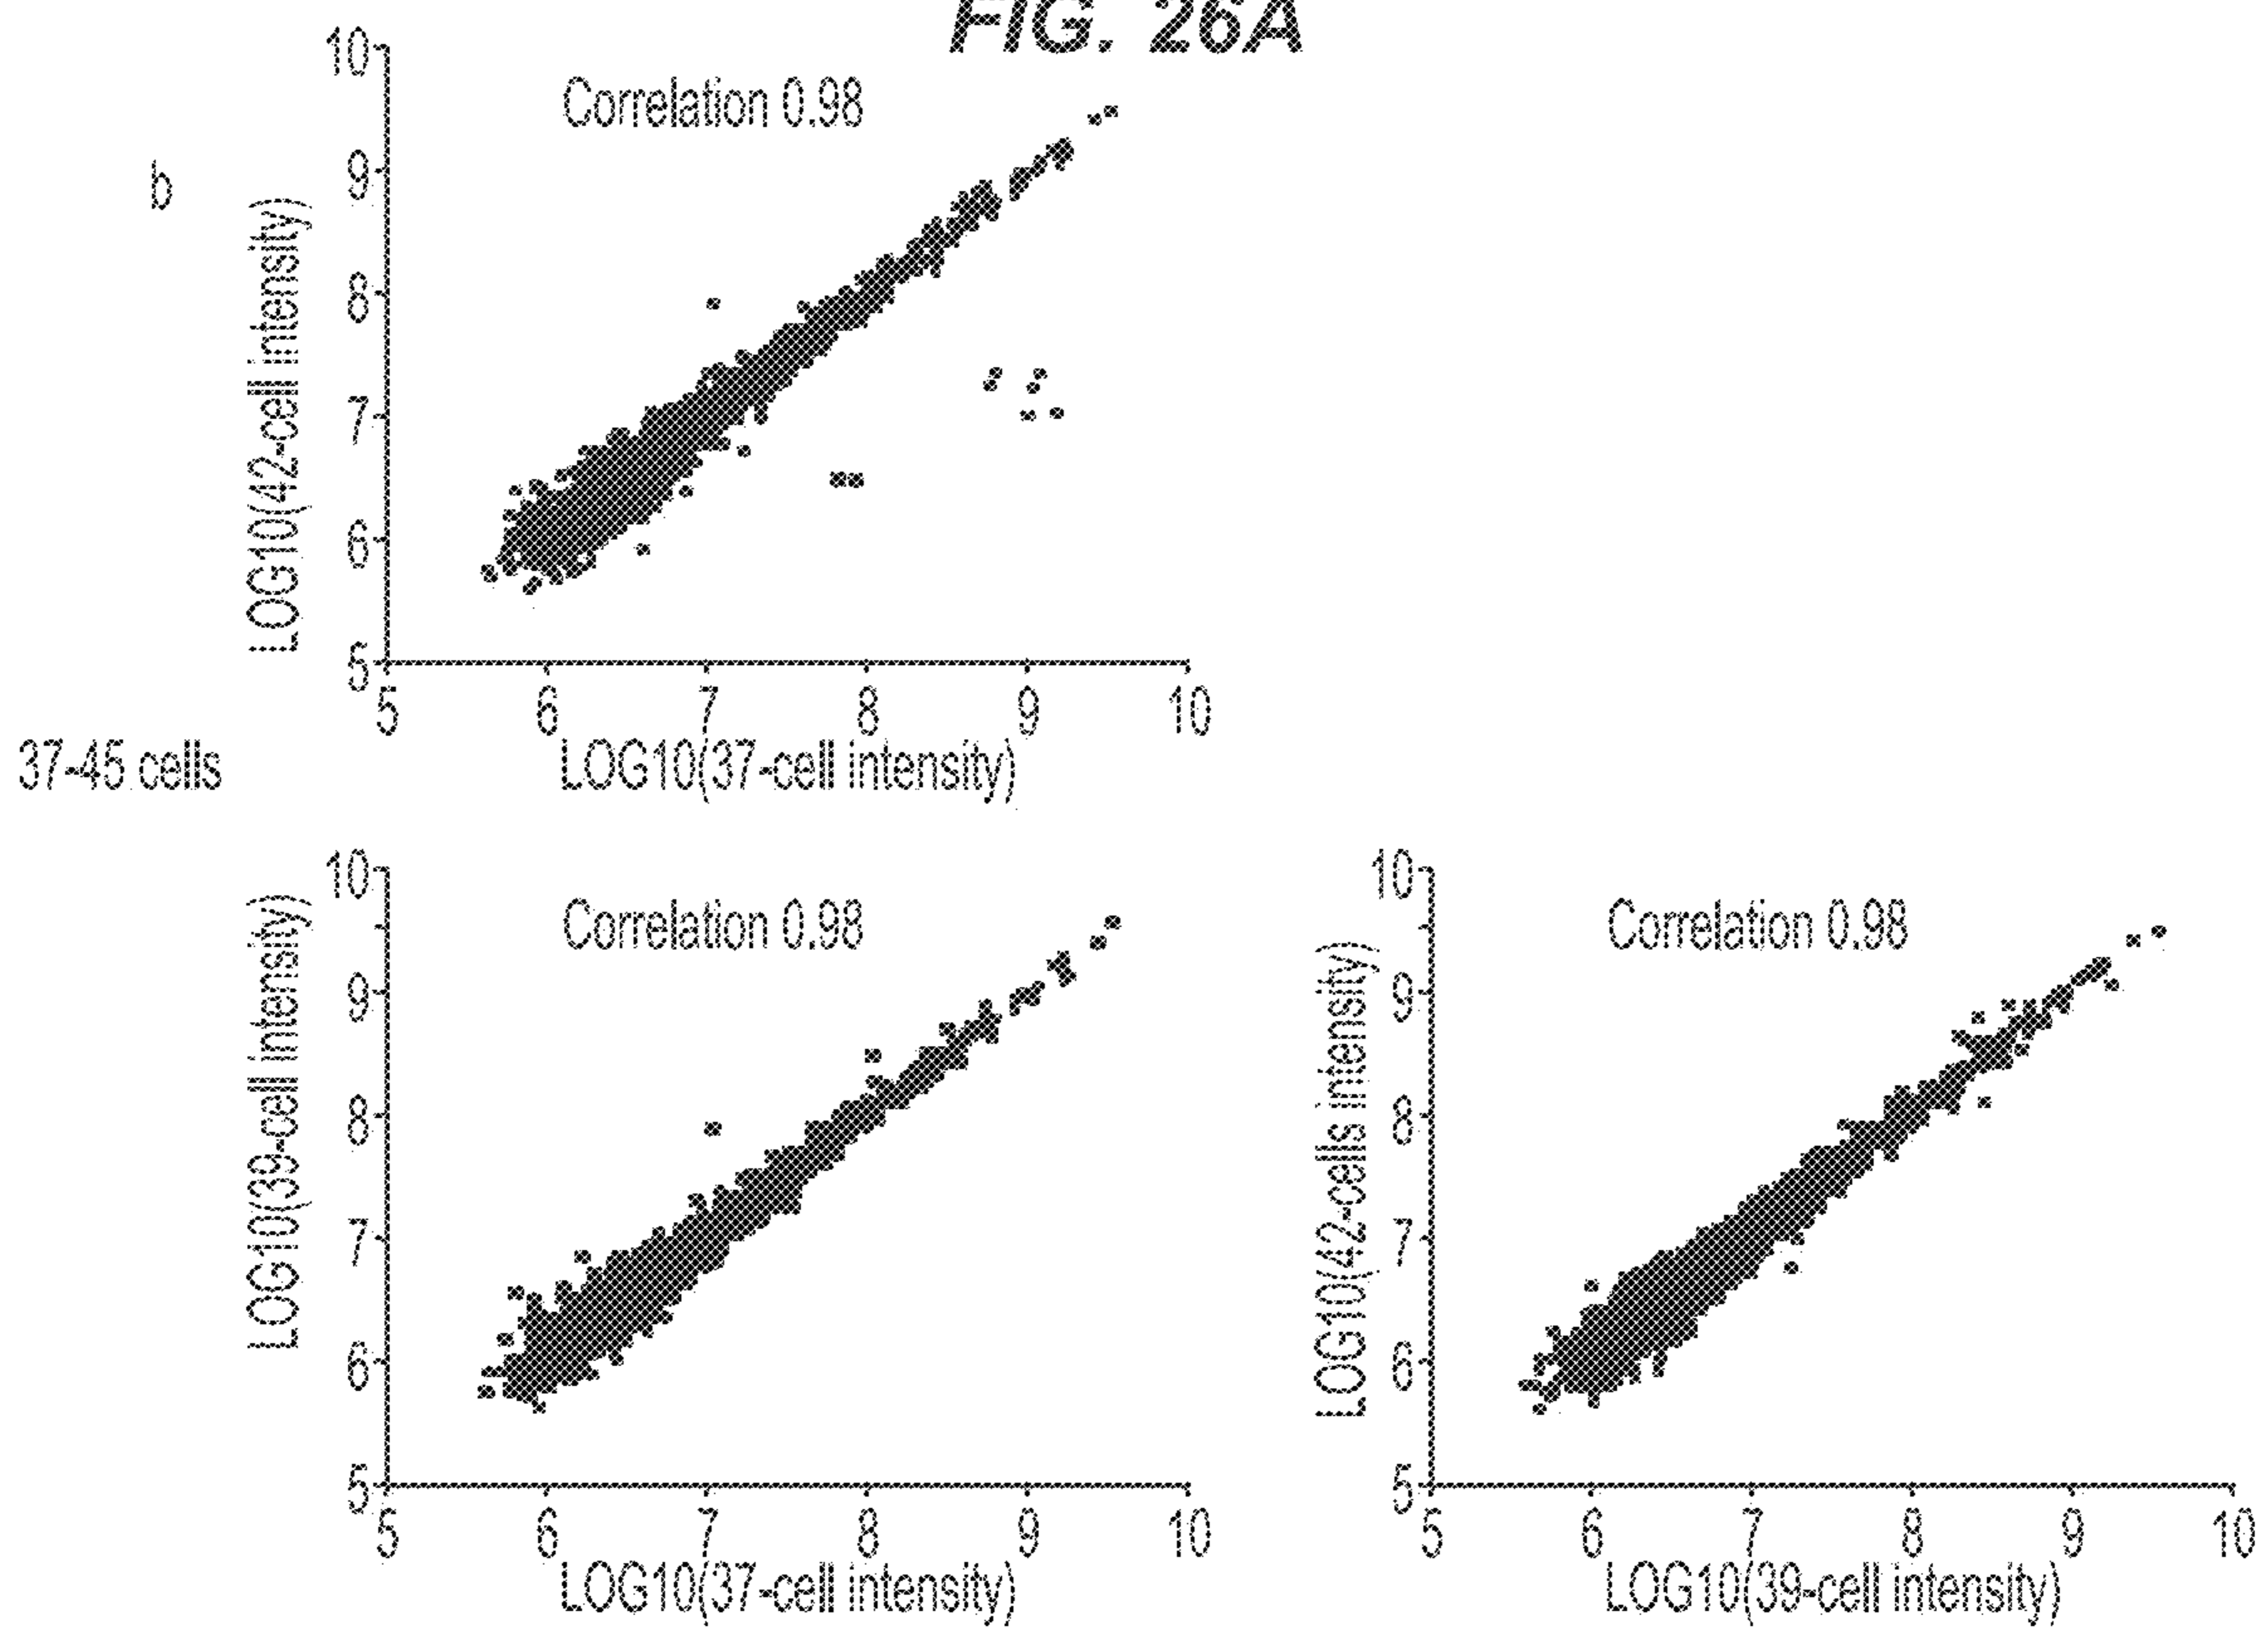 FIG. 26A
b
Correlation 0.98
LOG10(42-cell intensity)
10
9
8
7
6
5
5 6 7 8 9 10
LOG10(37-cell intensity)
37-45 cells
Correlation 0.98
LOG10(39-cell intensity)
10
9
8
7
6
5
5 6 7 8 9 10
LOG10(37-cell intensity)
Correlation 0.98
LOG10(42-cells intensity)
10
9
8
7
6
5
5 6 7 8 9 10
LOG10(39-cell intensity)